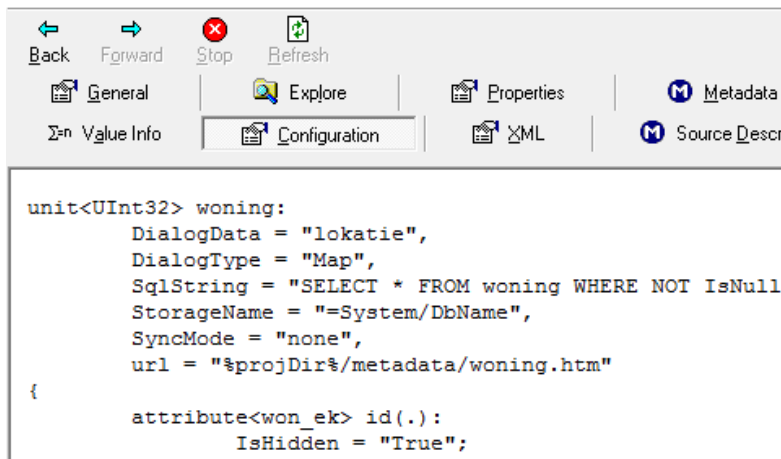 Back Forward Stop Refresh
General Explore Properties Metadata
Σ=n Value Info Configuration XML Source Descr
unit<UInt32> woning:
DialogData = "lokatie",
DialogType = "Map",
SqlString = "SELECT * FROM woning WHERE NOT IsNull
StorageName = "=System/DbName",
SyncMode = "none",
url = "%projDir%/metadata/woning.htm"
{
attribute<won_ek> id(.):
IsHidden = "True";